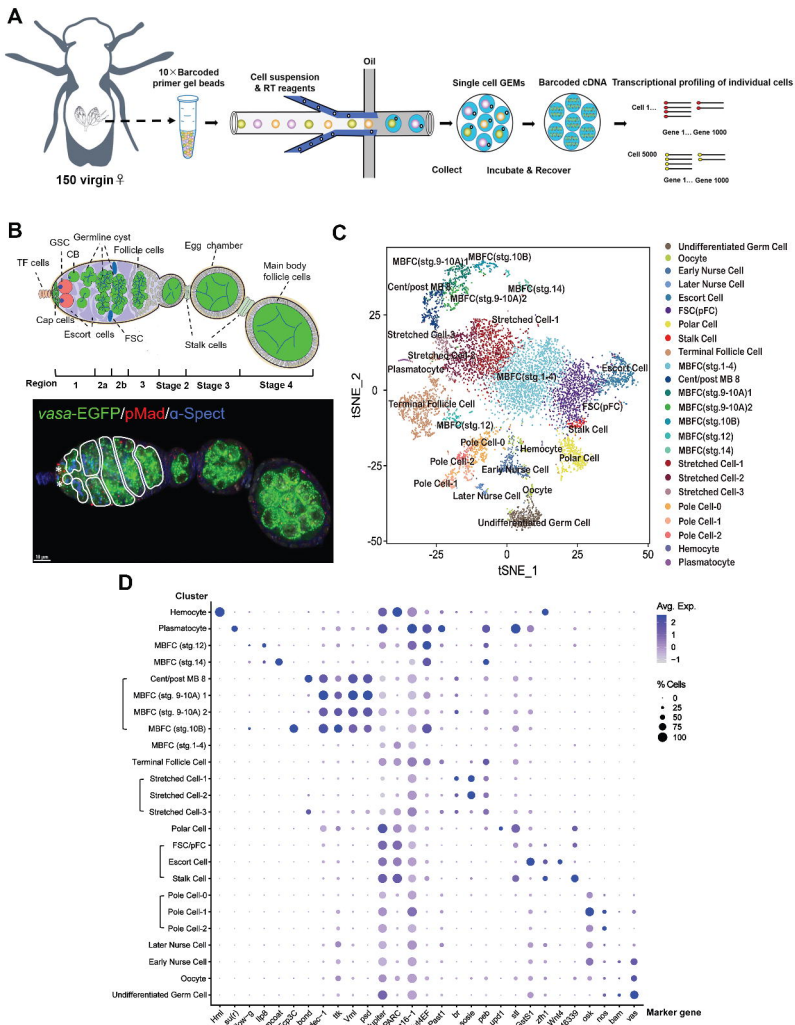 A
10×Barcoded
primer gel beads
Cell suspension
& RT reagents
Oil
Single cell GEMs
Barcoded cDNA
Transcriptional profiling of individual cells
Cell 1...
Gene 1... Gene 1000
Cell 5000
Gene 1... Gene 1000
Collect
Incubate & Recover
150 virgin ♀
B
Germline cyst
GSC
CB
Follicle cells
TF cells
Egg chamber
Main body
follicle cells
Cap cells
Escort cells
FSC
Stalk cells
Region
1
2a
2b
3
Stage 2
Stage 3
Stage 4
vasa-EGFP/pMad/α-Spect
10 μm
C
MBFC(stg.9-10A)1
MBFC(stg.10B)
Cent/post MB 8
MBFC(stg.14)
MBFC(stg.9-10A)2
Stretched Cell-1
Stretched Cell-3
Stretched Cell-2
Plasmatocyte
MBFC(stg.1-4)
Escort Cell
Terminal Follicle Cell
FSC(pFC)
MBFC(stg.12)
Stalk Cell
Pole Cell-0
Hemocyte
Polar Cell
Pole Cell-2
Early Nurse Cell
Pole Cell-1
Later Nurse Cell
Oocyte
Undifferentiated Germ Cell
tSNE_2
25
0
-25
-50
-25
0
25
50
tSNE_1
Undifferentiated Germ Cell
Oocyte
Early Nurse Cell
Later Nurse Cell
Escort Cell
FSC(pFC)
Polar Cell
Stalk Cell
Terminal Follicle Cell
MBFC(stg.1-4)
Cent/post MB 8
MBFC(stg.9-10A)1
MBFC(stg.9-10A)2
MBFC(stg.10B)
MBFC(stg.12)
MBFC(stg.14)
Stretched Cell-1
Stretched Cell-2
Stretched Cell-3
Pole Cell-0
Pole Cell-1
Pole Cell-2
Hemocyte
Plasmatocyte
D
Cluster
Hemocyte
Plasmatocyte
MBFC (stg.12)
MBFC (stg.14)
Cent/post MB 8
MBFC (stg. 9-10A) 1
MBFC (stg. 9-10A) 2
MBFC (stg.10B)
MBFC (stg.1-4)
Terminal Follicle Cell
Stretched Cell-1
Stretched Cell-2
Stretched Cell-3
Polar Cell
FSC/pFC
Escort Cell
Stalk Cell
Pole Cell-0
Pole Cell-1
Pole Cell-2
Later Nurse Cell
Early Nurse Cell
Oocyte
Undifferentiated Germ Cell
Avg. Exp.
2
1
0
−1
% Cells
0
25
50
75
100
Hml
su(r)
Ilp8
bond
ttk
Vml
psd
Past1
br
peb
upd1
stl
GstS1
zfh1
Wnt4
osk
nos
bam
vas
Marker gene